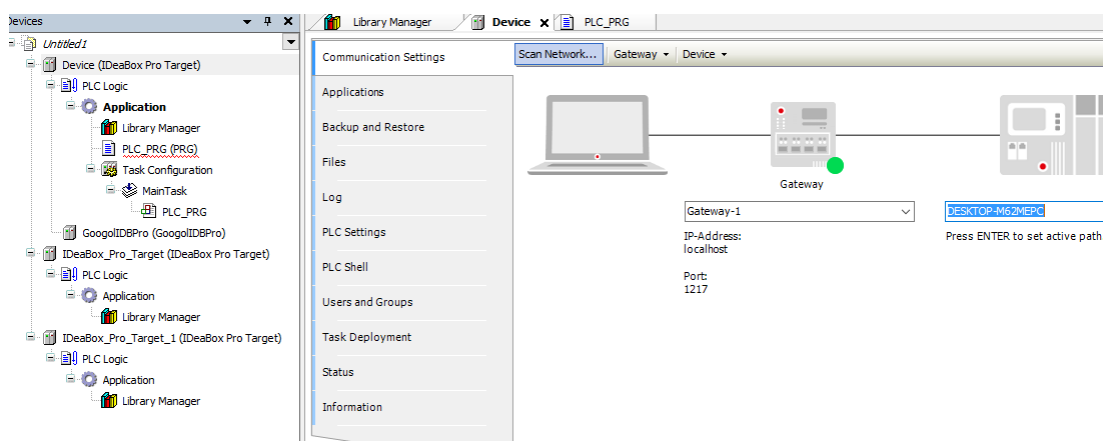 Devices
Library Manager
Device
PLC_PRG
Untitled1
Device (IDeaBox Pro Target)
PLC Logic
Application
Library Manager
PLC_PRG (PRG)
Task Configuration
MainTask
PLC_PRG
GoogolIDBPro (GoogolIDBPro)
IDeaBox_Pro_Target (IDeaBox Pro Target)
PLC Logic
Application
Library Manager
IDeaBox_Pro_Target_1 (IDeaBox Pro Target)
PLC Logic
Application
Library Manager
Communication Settings
Applications
Backup and Restore
Files
Log
PLC Settings
PLC Shell
Users and Groups
Task Deployment
Status
Information
Scan Network...
Gateway
Device
Gateway
Gateway-1
IP-Address:
localhost
Port:
1217
DESKTOP-M62MEPC
Press ENTER to set active path